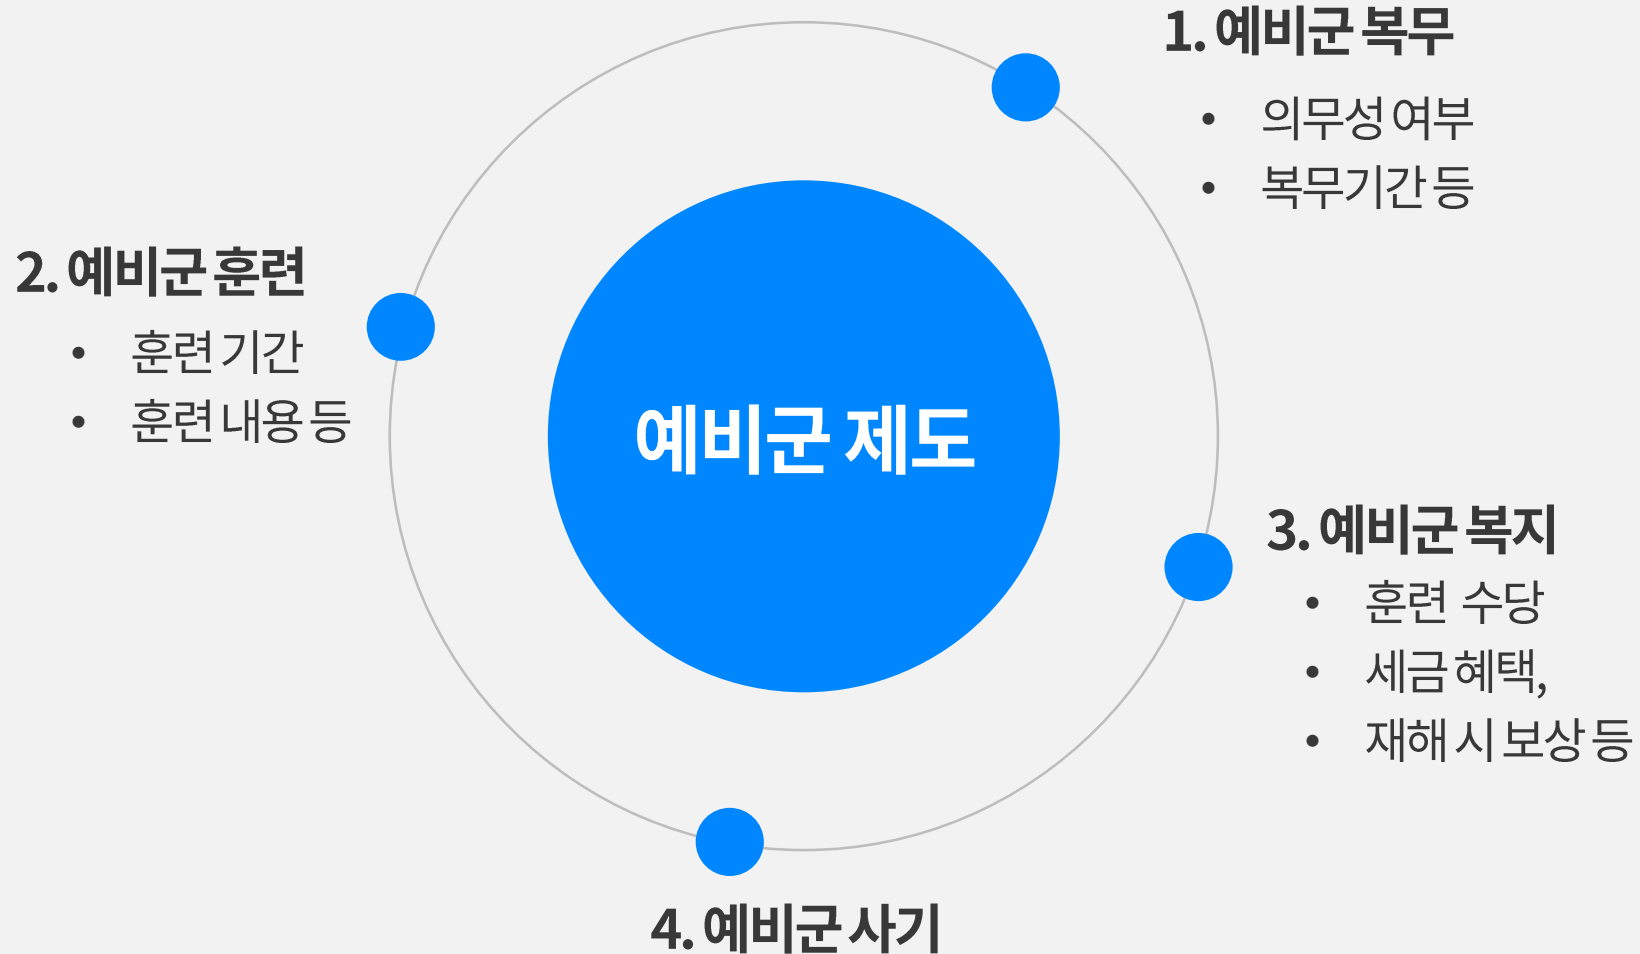 1. 예비군 복무
• 의무성 여부
• 복무기간 등
2. 예비군 훈련
• 훈련 기간
• 훈련 내용 등
예비군 제도
3. 예비군 복지
• 훈련 수당
• 세금 혜택,
• 재해 시 보상 등
4. 예비군 사기